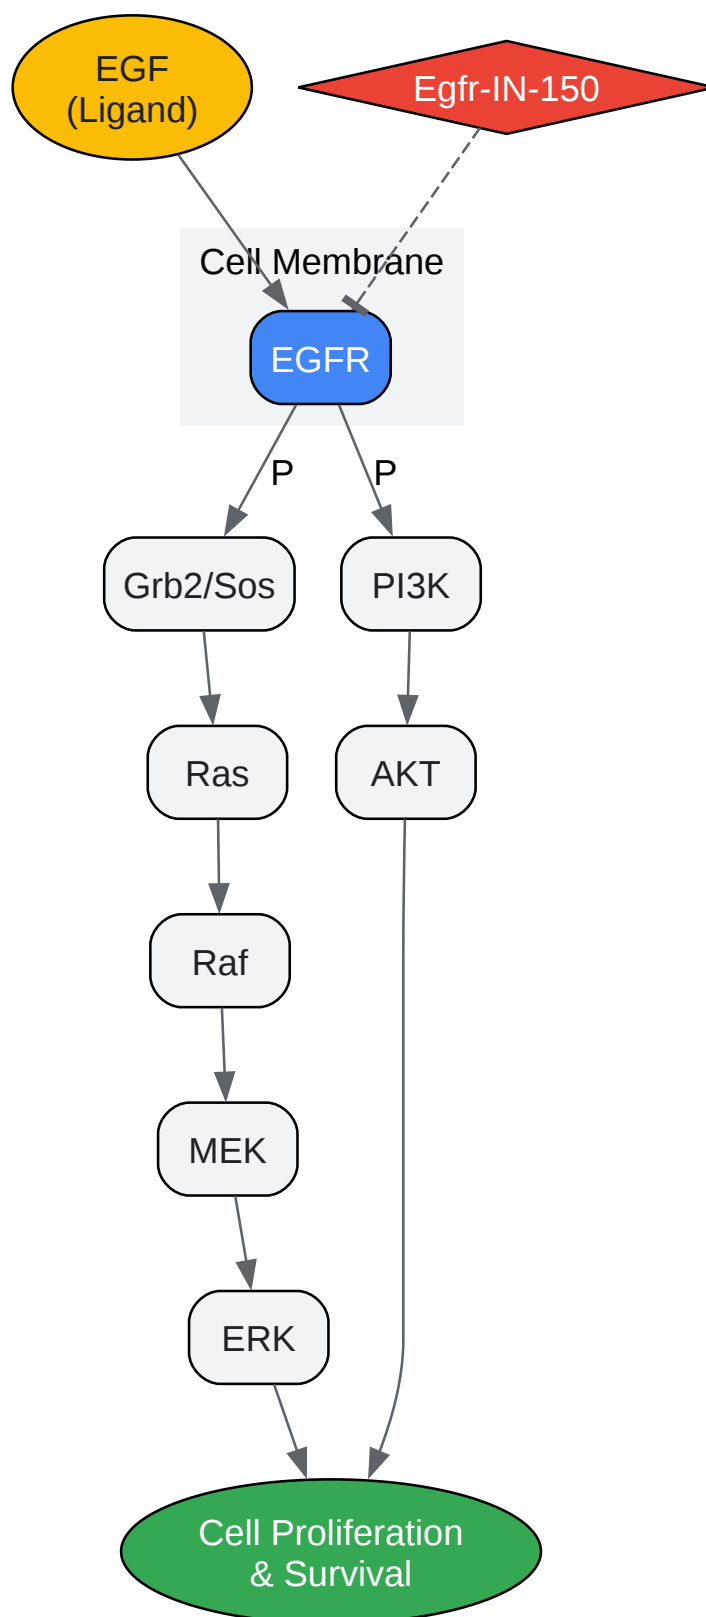 EGF
(Ligand)
Egfr-IN-150
Cell Membrane
EGFR
P
P
Grb2/Sos
PI3K
Ras
AKT
Raf
MEK
ERK
Cell Proliferation
& Survival